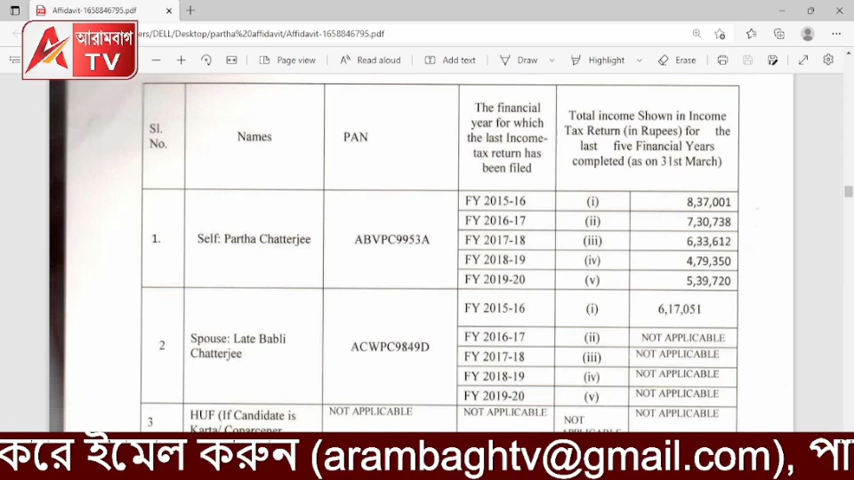 Affidavit-1658846795.pdf
ers/DELL/Desktop/partha%20affidavit/Affidavit-1658846795.pdf
আরামবাগ
TV
Page view
Read aloud
Add text
Draw
Highlight
Erase
Sl. No.
Names
PAN
The financial year for which the last Income-tax return has been filed
Total income Shown in Income Tax Return (in Rupees) for the last five Financial Years completed (as on 31st March)
1.
Self: Partha Chatterjee
ABVPC9953A
FY 2015-16 (i) 8,37,001
FY 2016-17 (ii) 7,30,738
FY 2017-18 (iii) 6,33,612
FY 2018-19 (iv) 4,79,350
FY 2019-20 (v) 5,39,720
2
Spouse: Late Babli
Chatterjee
ACWPC9849D
FY 2015-16 (i) 6,17,051
FY 2016-17 (ii) NOT APPLICABLE
FY 2017-18 (iii) NOT APPLICABLE
FY 2018-19 (iv) NOT APPLICABLE
FY 2019-20 (v) NOT APPLICABLE
3
HUF (If Candidate is
Karta/ Coparcener
NOT APPLICABLE
NOT APPLICABLE
NOT
APPLICABLE
NOT APPLICABLE
করে ইমেল করুন (arambaghtv@gmail.com), পা